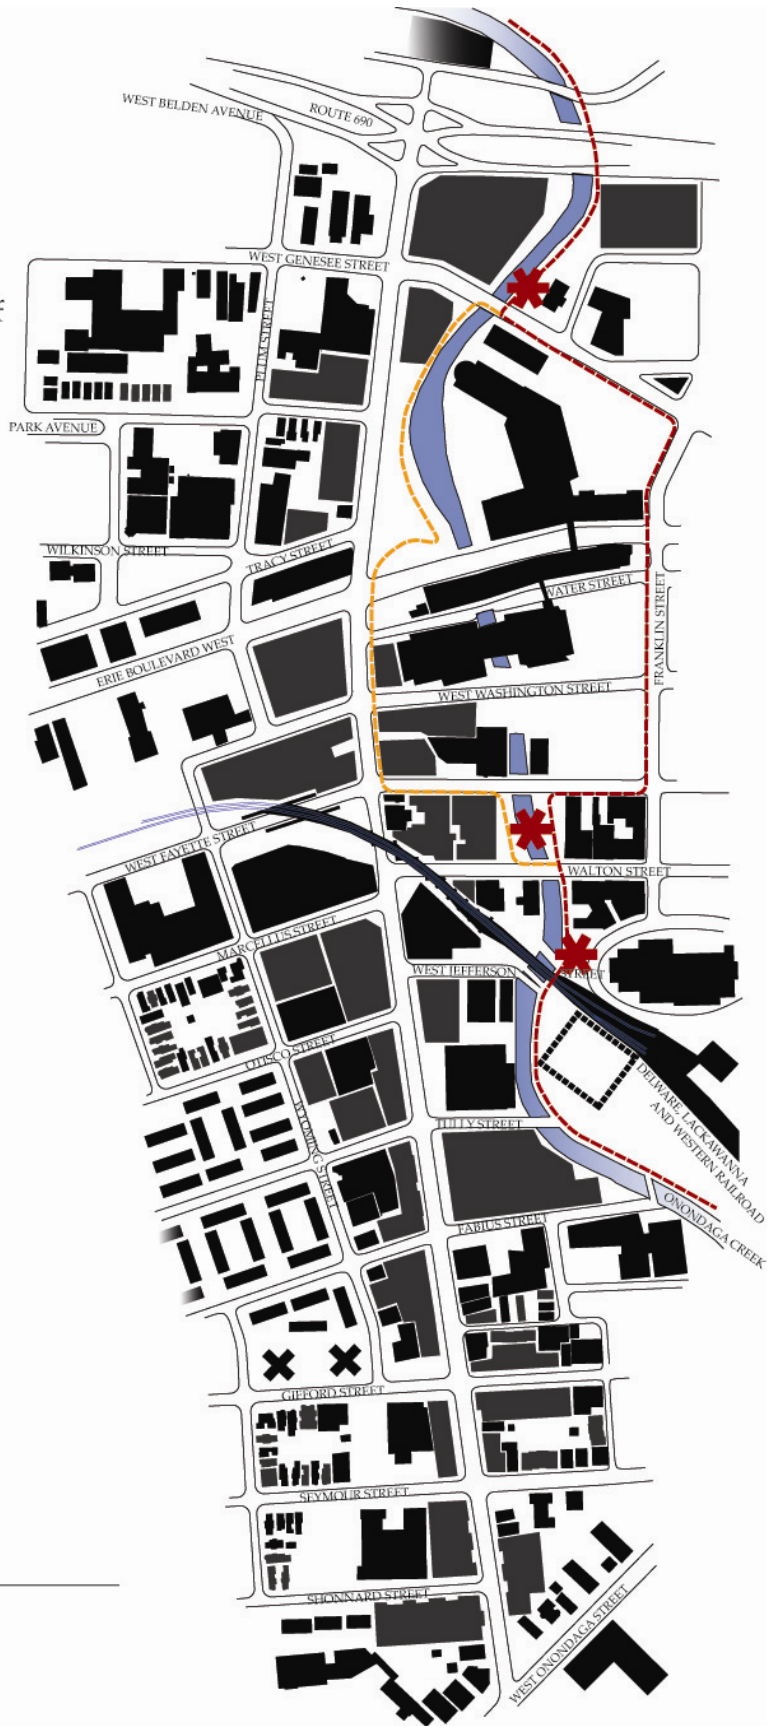 WEST BELDEN AVENUE
ROUTE 690
WEST GENESEE STREET
PLUM STREET
PARK AVENUE
WILKINSON STREET
TRACY STREET
WATER STREET
FRANKLIN STREET
ERIE BOULEVARD WEST
WEST WASHINGTON STREET
WEST FAYETTE STREET
WALTON STREET
MARCELLUS STREET
WEST JEFFERSON STREET
OTISCO STREET
WYOMING STREET
DELWARE, LACKAWANNA
AND WESTERN RAILROAD
TULLY STREET
ONONDAGA CREEK
FABIUS STREET
GIFFORD STREET
SEYMOUR STREET
SHONNARD STREET
WEST ONONDAGA STREET